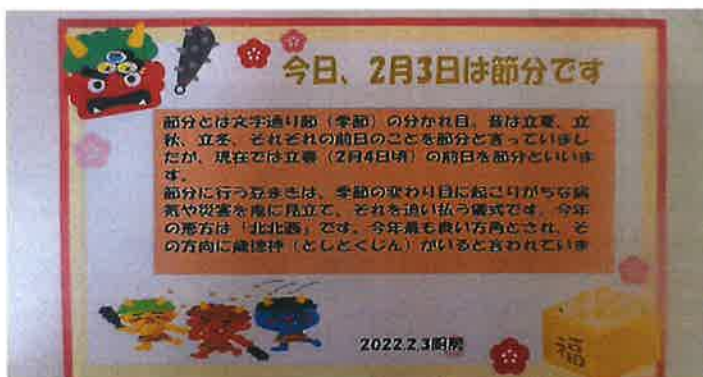 今日、2月3日は節分です
節分とは文字通り節（季節）の分かれ目。昔は立夏、立
秋、立冬、それぞれの前日のことを節分と言っていまし
たが、現在では立春（2月4日頃）の前日を節分といいま
す。
節分に行う豆まきは、季節の変わり目に起こりがちな病
気や災害を鬼に見立て、それを追い払う儀式です。今年
の恵方は「北北西」です。今年最も良い方角とされ、そ
の方向に歳徳神（としとくじん）がいると言われていま
2022.2.3厨房
福